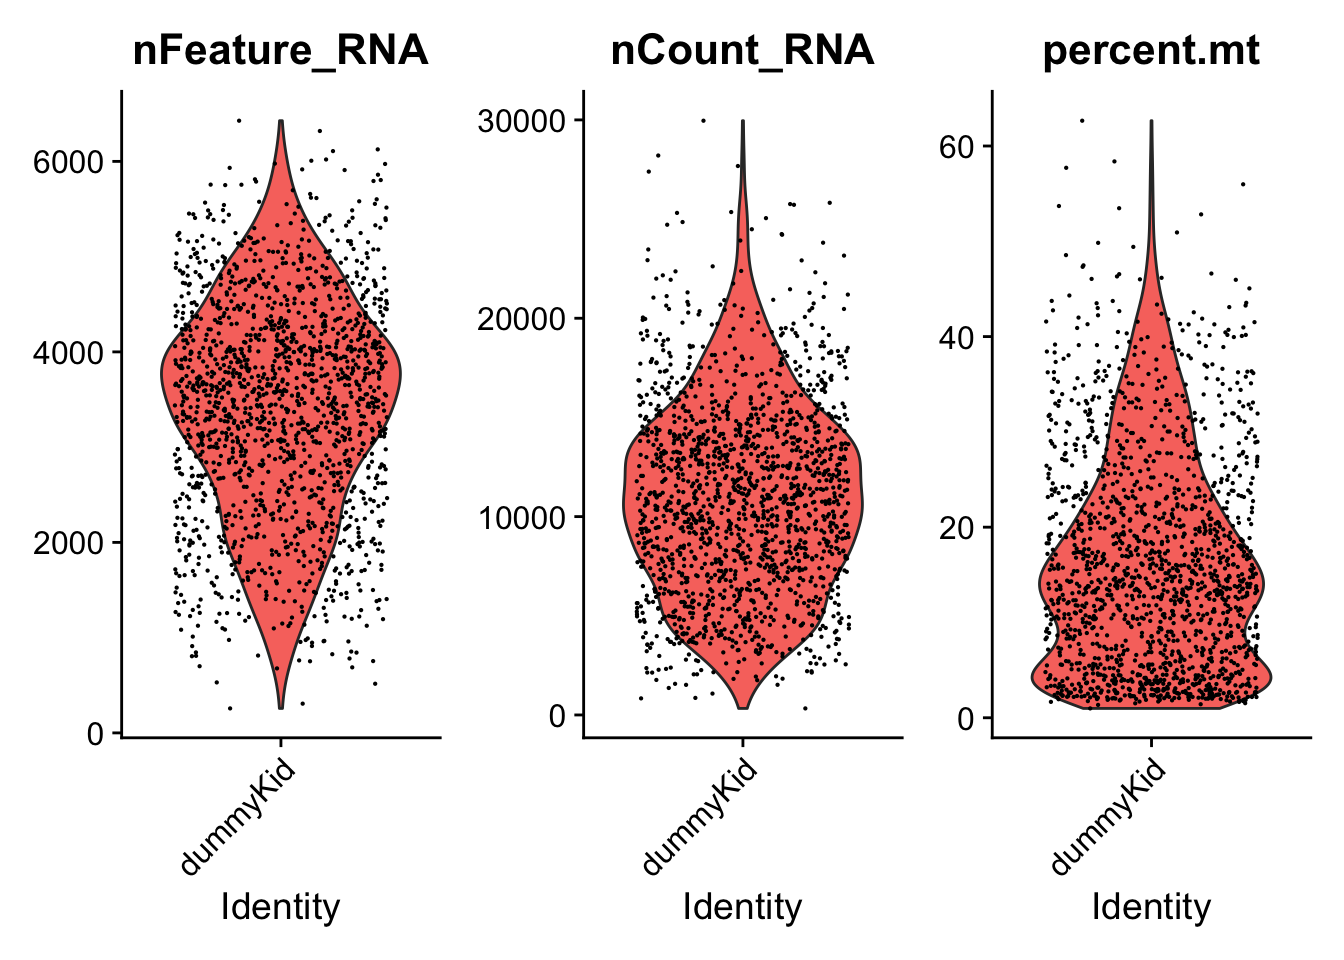 nFeature_RNA
6000
4000
2000
0
dummyKid
Identity
nCount_RNA
30000
20000
10000
0
dummyKid
Identity
percent.mt
60
40
20
0
dummyKid
Identity